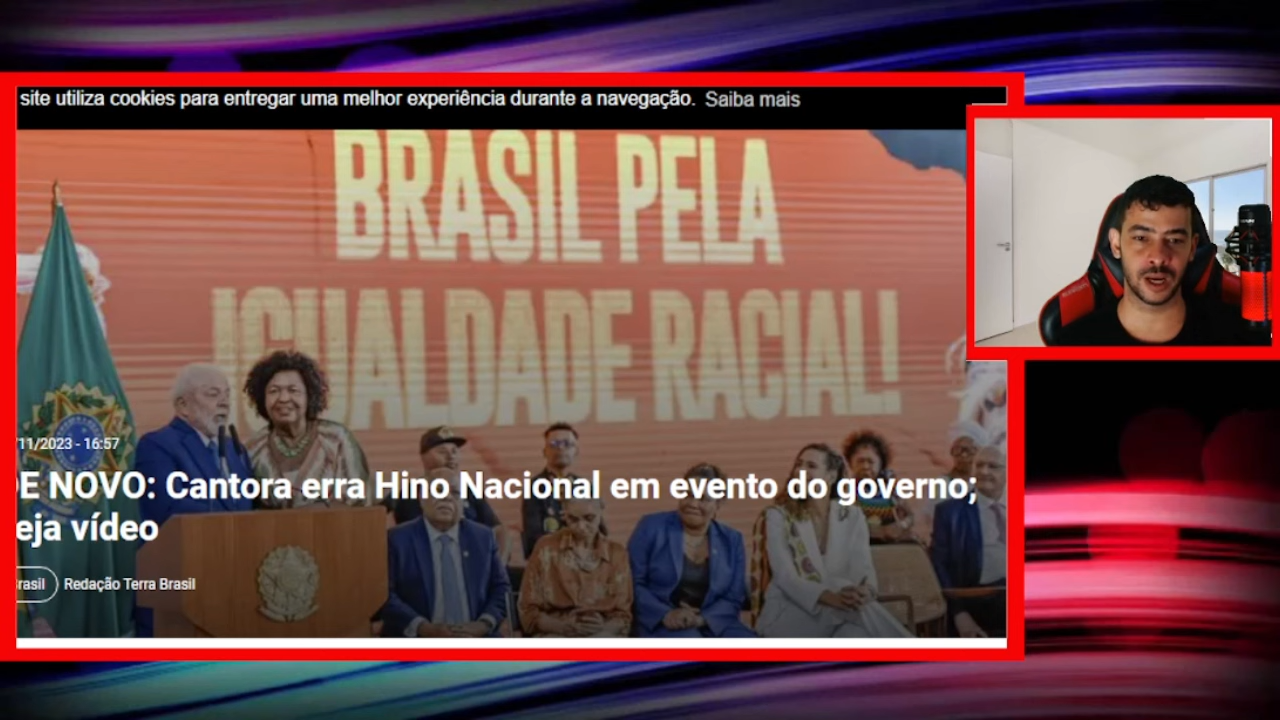 site utiliza cookies para entregar uma melhor experiência durante a navegação. Saiba mais
BRASIL PELA
IGUALDADE RACIAL!
/11/2023 - 16:57
DE NOVO: Cantora erra Hino Nacional em evento do governo;
eja vídeo
rasil Redação Terra Brasil